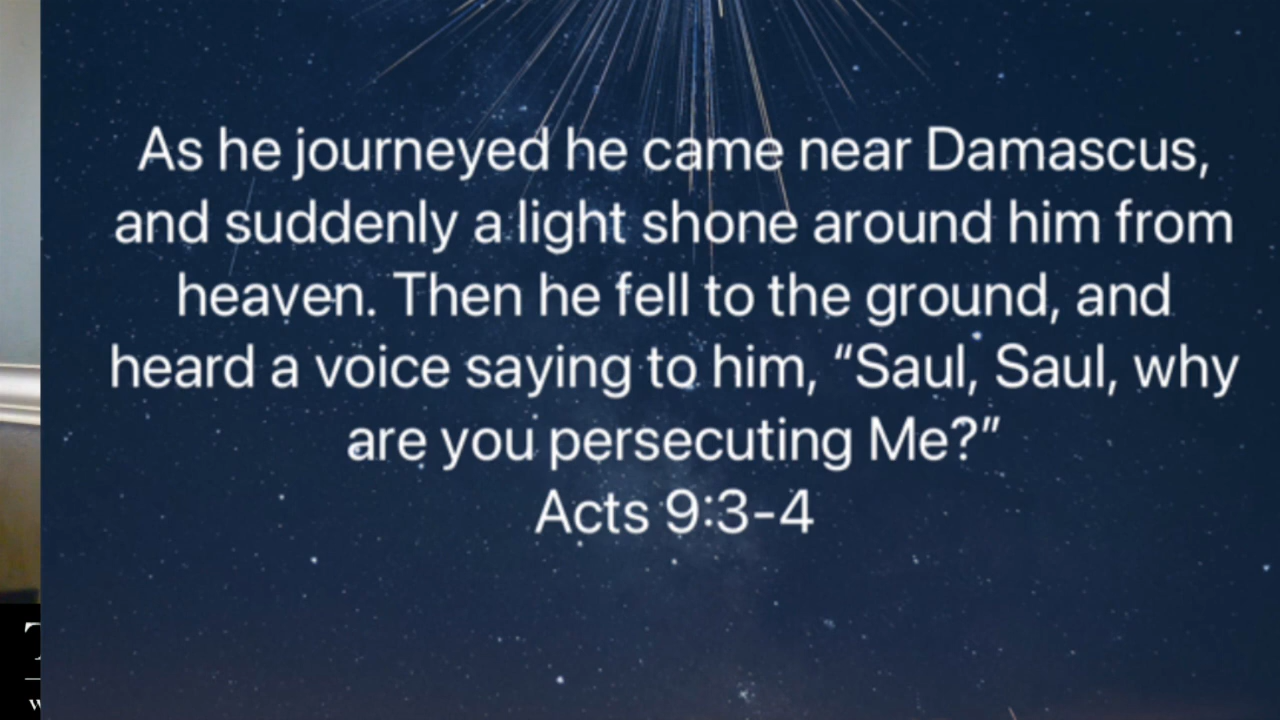 As he journeyed he came near Damascus,
and suddenly a light shone around him from
heaven. Then he fell to the ground, and
heard a voice saying to him, “Saul, Saul, why
are you persecuting Me?”
Acts 9:3-4